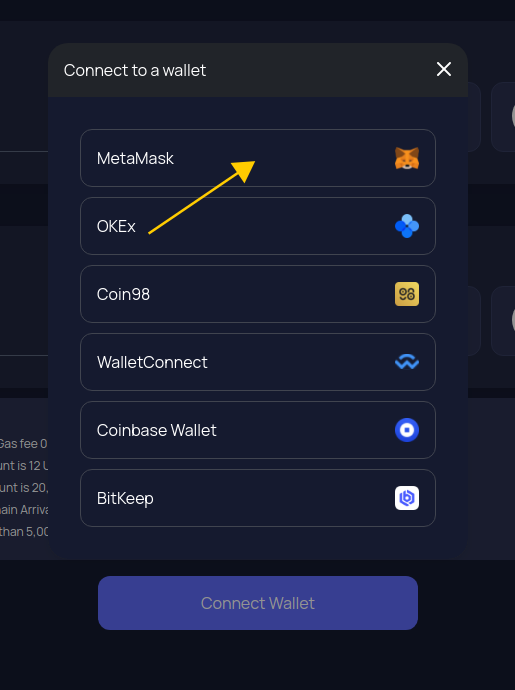 Connect to a wallet
MetaMask
OKEx
Coin98
WalletConnect
Coinbase Wallet
BitKeep
Gas fee 0
unt is 12 U
unt is 20,
ain Arriva
than 5,00
Connect Wallet